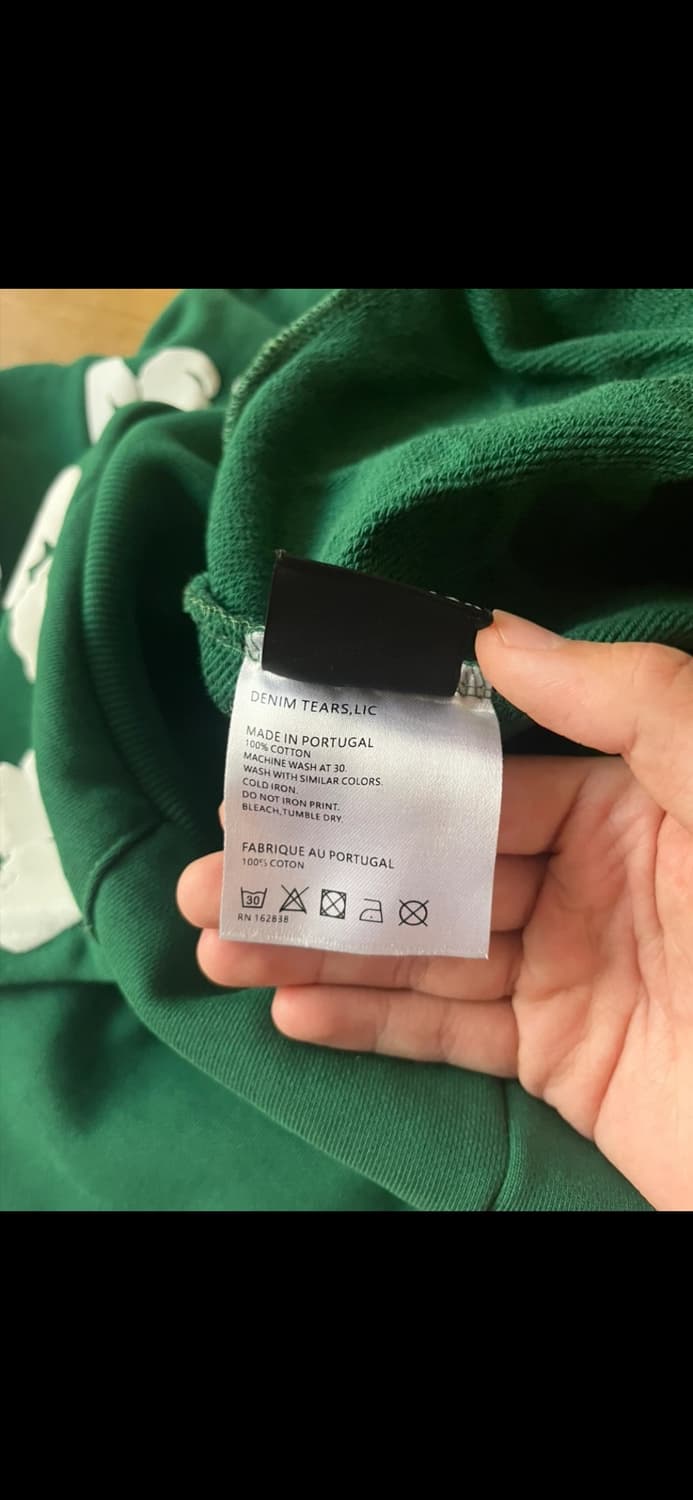 DENIM TEARS,LIC
MADE IN PORTUGAL
100% COTTON
MACHINE WASH AT 30.
WASH WITH SIMILAR COLORS.
COLD IRON.
DO NOT IRON PRINT.
BLEACH,TUMBLE DRY.
FABRIQUE AU PORTUGAL
100% COTON
30
RN 162838